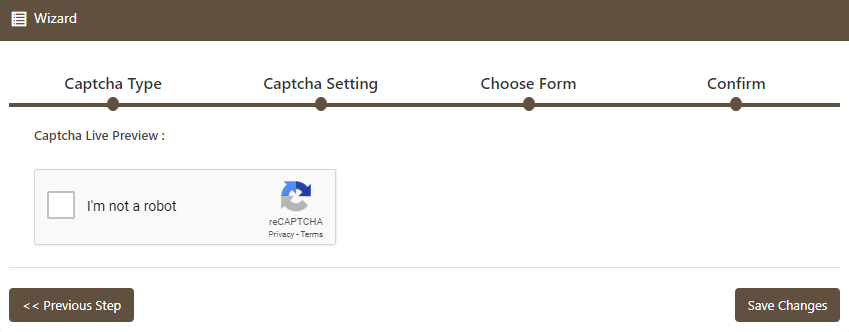 Wizard
Captcha Type Captcha Setting Choose Form Confirm
Captcha Live Preview :
I'm not a robot
reCAPTCHA
Privacy - Terms
<< Previous Step Save Changes